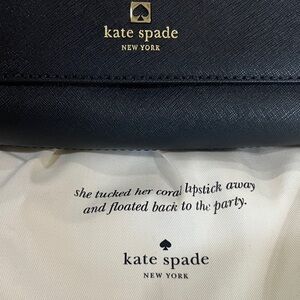 kate spade
NEW YORK
she tucked her coral lipstick away
and floated back to the party.
kate spade
NEW YORK